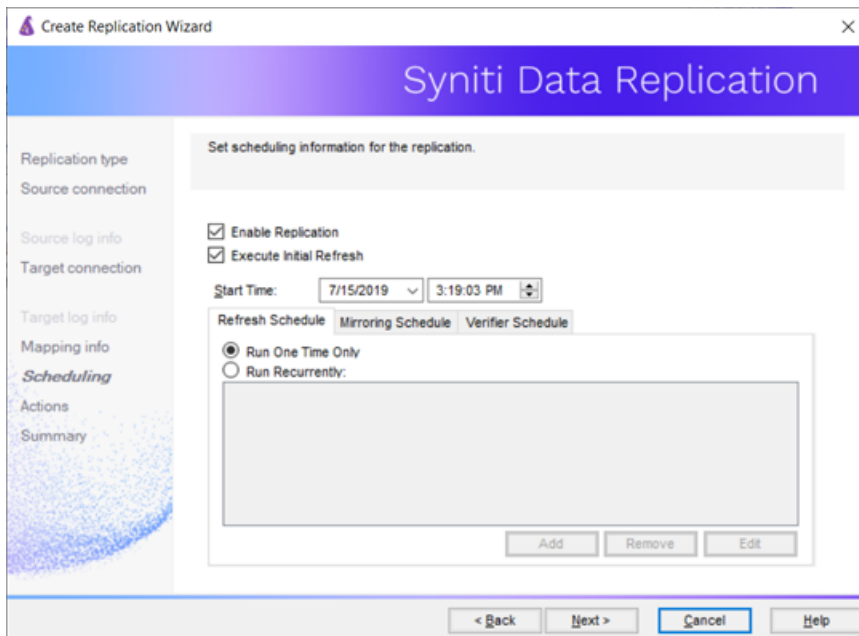 Create Replication Wizard
Syniti Data Replication
Replication type
Source connection
Source log info
Target connection
Target log info
Mapping info
Scheduling
Actions
Summary
Set scheduling information for the replication.
Enable Replication
Execute Initial Refresh
Start Time: 7/15/2019 3:19:03 PM
Refresh Schedule Mirroring Schedule Verifier Schedule
Run One Time Only
Run Recurrently:
Add Remove Edit
< Back Next > Cancel Help